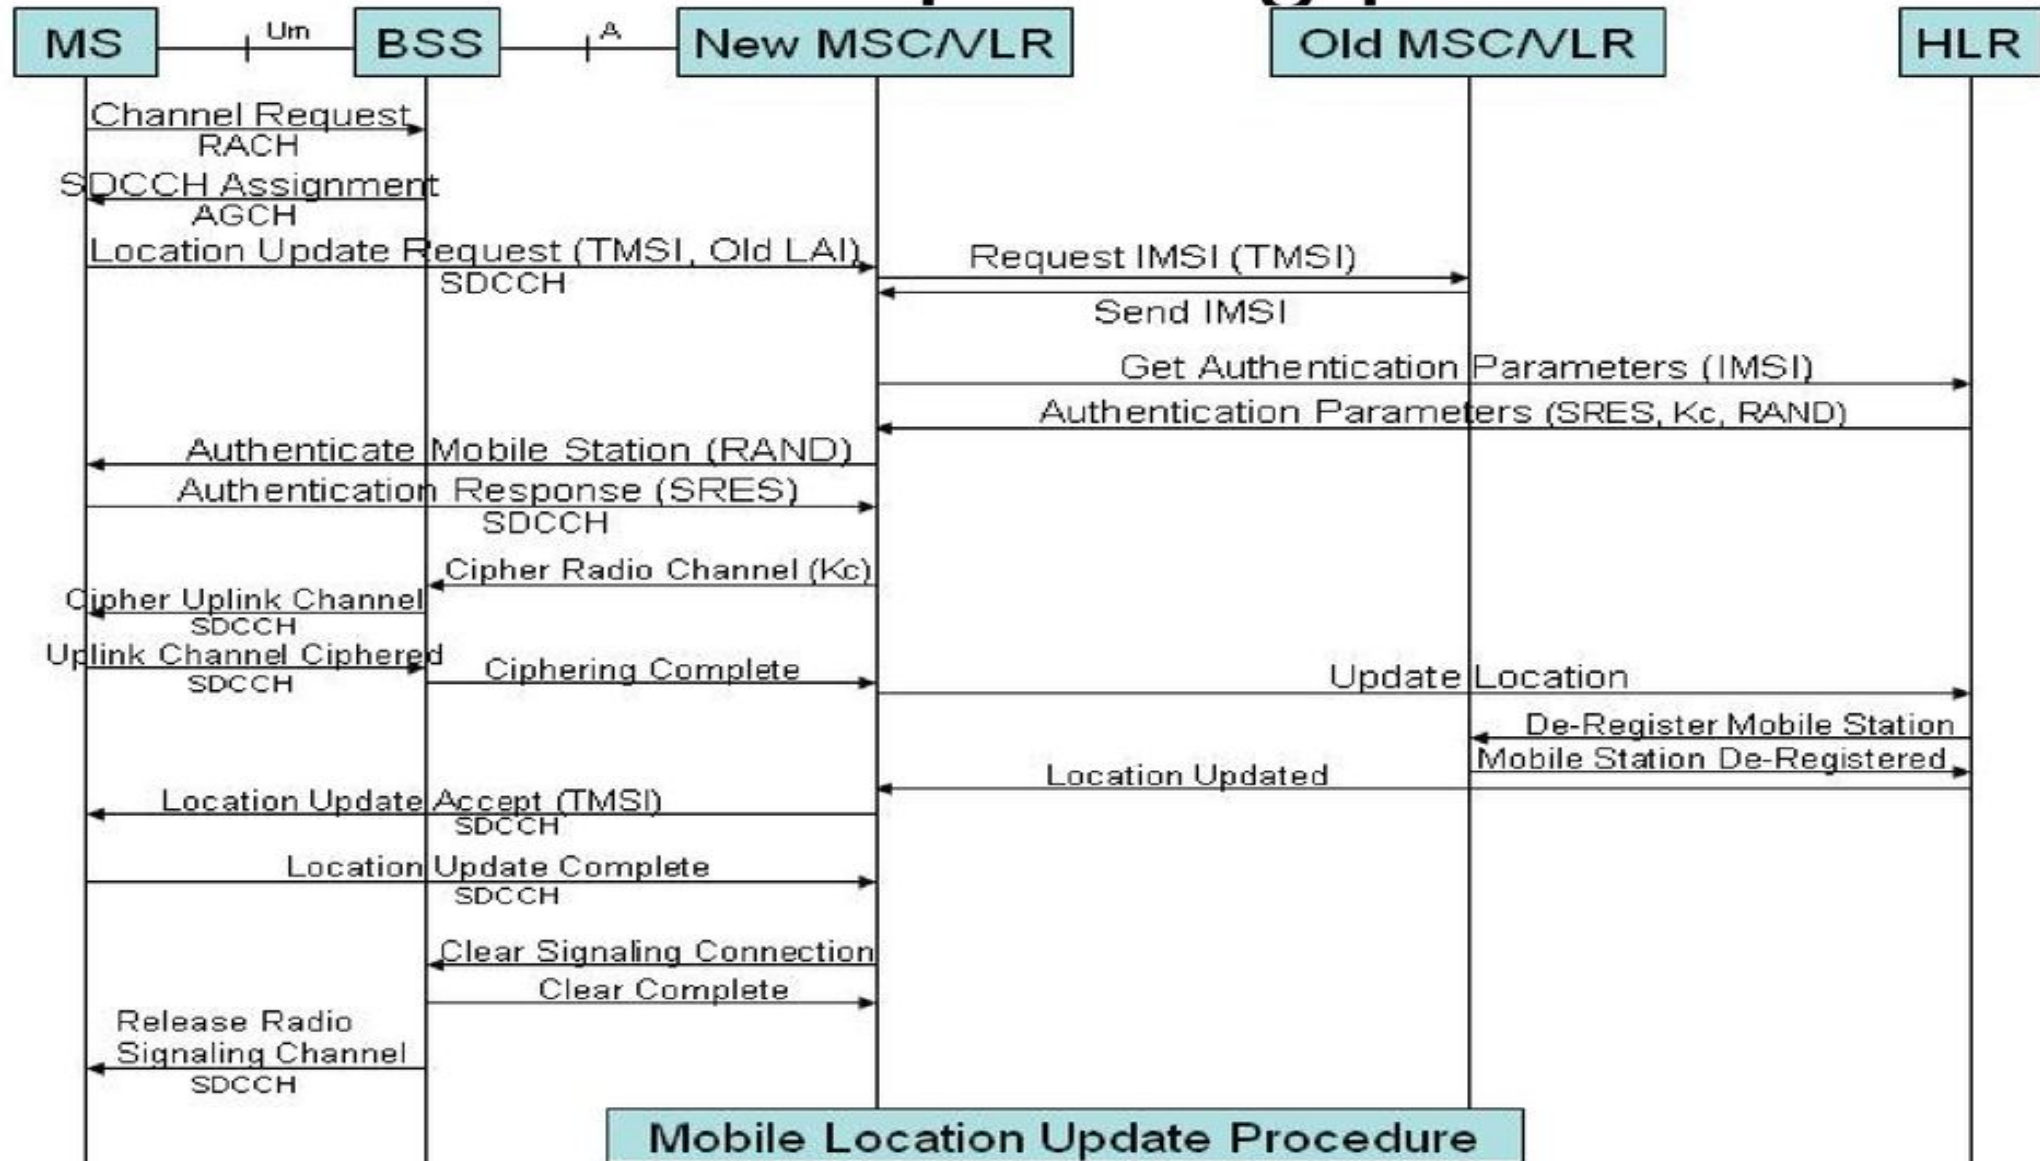 MS
Um
BSS
A
New MSC/VLR
Old MSC/VLR
HLR
Channel Request
RACH
SDCCH Assignment
AGCH
Location Update Request (TMSI, Old LAI)
SDCCH
Request IMSI (TMSI)
Send IMSI
Get Authentication Parameters (IMSI)
Authentication Parameters (SRES, Kc, RAND)
Authenticate Mobile Station (RAND)
Authentication Response (SRES)
SDCCH
Cipher Radio Channel (Kc)
Cipher Uplink Channel
SDCCH
Uplink Channel Ciphered
SDCCH
Ciphering Complete
Update Location
De-Register Mobile Station
Mobile Station De-Registered
Location Updated
Location Update Accept (TMSI)
SDCCH
Location Update Complete
SDCCH
Clear Signaling Connection
Clear Complete
Release Radio
Signaling Channel
SDCCH
Mobile Location Update Procedure